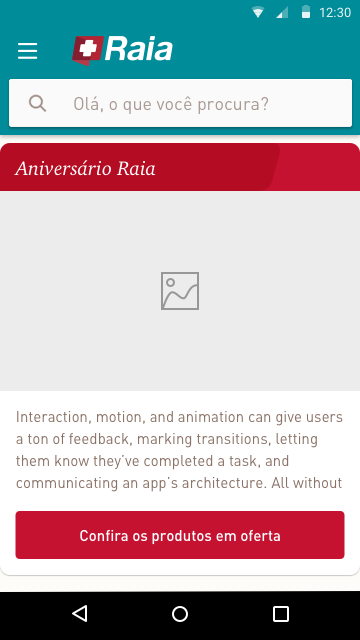 12:30
Raia
Olá, o que você procura?
Aniversário Raia
Interaction, motion, and animation can give users
a ton of feedback, marking transitions, letting
them know they've completed a task, and
communicating an app's architecture. All without
Confira os produtos em oferta